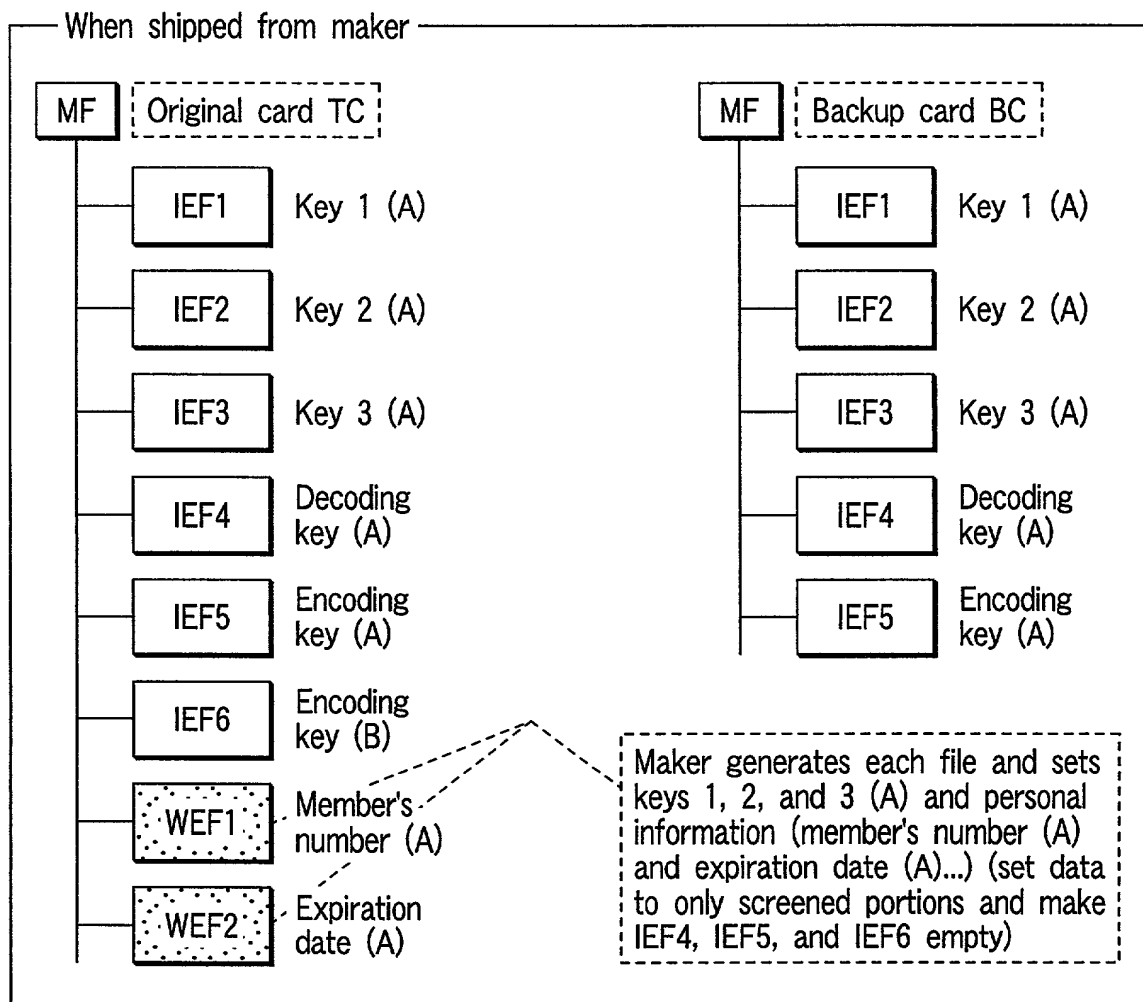 When shipped from maker
MF
Original card TC
IEF1
Key 1 (A)
IEF2
Key 2 (A)
IEF3
Key 3 (A)
IEF4
Decoding
key (A)
IEF5
Encoding
key (A)
IEF6
Encoding
key (B)
WEF1
Member's
number (A)
WEF2
Expiration
date (A)
MF
Backup card BC
IEF1
Key 1 (A)
IEF2
Key 2 (A)
IEF3
Key 3 (A)
IEF4
Decoding
key (A)
IEF5
Encoding
key (A)
Maker generates each file and sets
keys 1, 2, and 3 (A) and personal
information (member's number (A)
and expiration date (A)...) (set data
to only screened portions and make
IEF4, IEF5, and IEF6 empty)